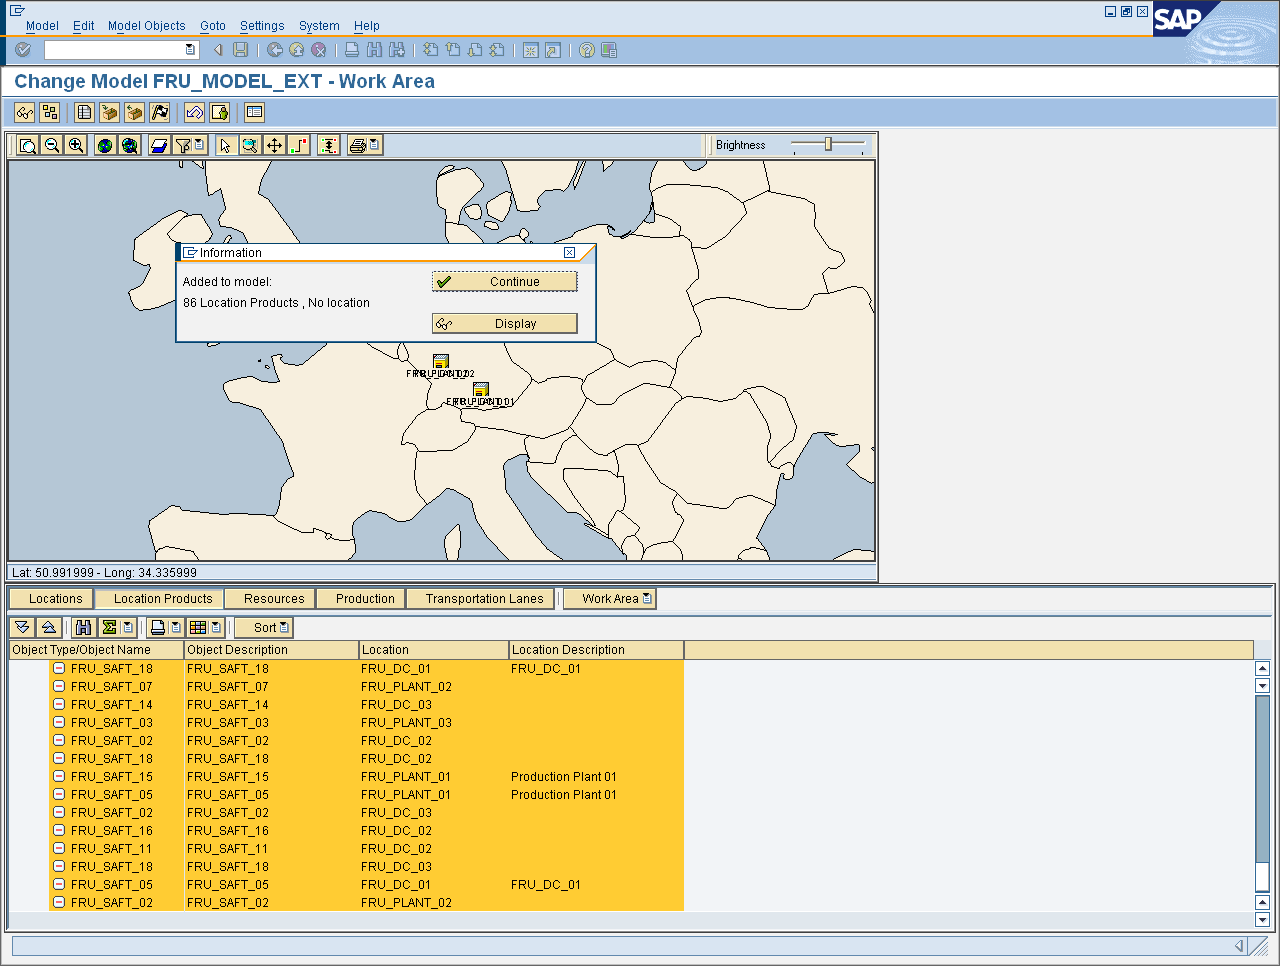 Model Edit Model Objects Goto Settings System Help
SAP
Change Model FRU_MODEL_EXT - Work Area
Brightness
Information
Added to model:
Continue
86 Location Products , No location
Display
Lat: 50.991999 - Long: 34.335999
Locations Location Products Resources Production Transportation Lanes Work Area
Sort
Object Type/Object Name Object Description Location Location Description
FRU_SAFT_18 FRU_SAFT_18 FRU_DC_01 FRU_DC_01
FRU_SAFT_07 FRU_SAFT_07 FRU_PLANT_02
FRU_SAFT_14 FRU_SAFT_14 FRU_DC_03
FRU_SAFT_03 FRU_SAFT_03 FRU_PLANT_03
FRU_SAFT_02 FRU_SAFT_02 FRU_DC_02
FRU_SAFT_18 FRU_SAFT_18 FRU_DC_02
FRU_SAFT_15 FRU_SAFT_15 FRU_PLANT_01 Production Plant 01
FRU_SAFT_05 FRU_SAFT_05 FRU_PLANT_01 Production Plant 01
FRU_SAFT_02 FRU_SAFT_02 FRU_DC_03
FRU_SAFT_16 FRU_SAFT_16 FRU_DC_02
FRU_SAFT_11 FRU_SAFT_11 FRU_DC_02
FRU_SAFT_18 FRU_SAFT_18 FRU_DC_03
FRU_SAFT_05 FRU_SAFT_05 FRU_DC_01 FRU_DC_01
FRU_SAFT_02 FRU_SAFT_02 FRU_PLANT_02